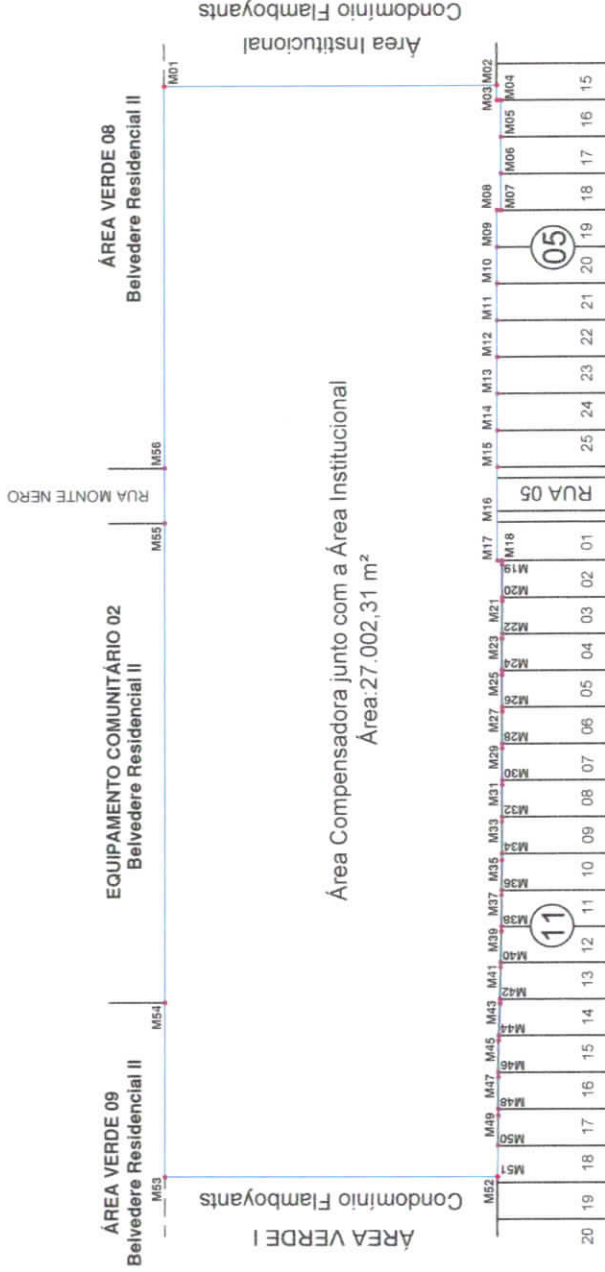 Condomínio Flamboyants
Área Institucional
M01
ÁREA VERDE 08
Belvedere Residencial II
M56
RUA MONTE NERO
M55
EQUIPAMENTO COMUNITÁRIO 02
Belvedere Residencial II
M54
ÁREA VERDE 09
Belvedere Residencial II
M53
Área Compensadora junto com a Área Institucional
Área:27.002,31 m²
ÁREA VERDE I
Condomínio Flamboyants
M52
M51
M50
M49
M48
M47
M46
M45
M44
M43
M42
M41
M40
M39
M38
M37
M36
M35
M34
M33
M32
M31
M30
M29
M28
M27
M26
M25
M24
M23
M22
M21
M20
M19
M18
M17
M16
M15
M14
M13
M12
M11
M10
M09
M08
M07
M06
M05
M04
M03
M02
11
RUA 05
05
20
19
18
17
16
15
14
13
12
11
10
09
08
07
06
05
04
03
02
01
25
24
23
22
21
20
19
18
17
16
15